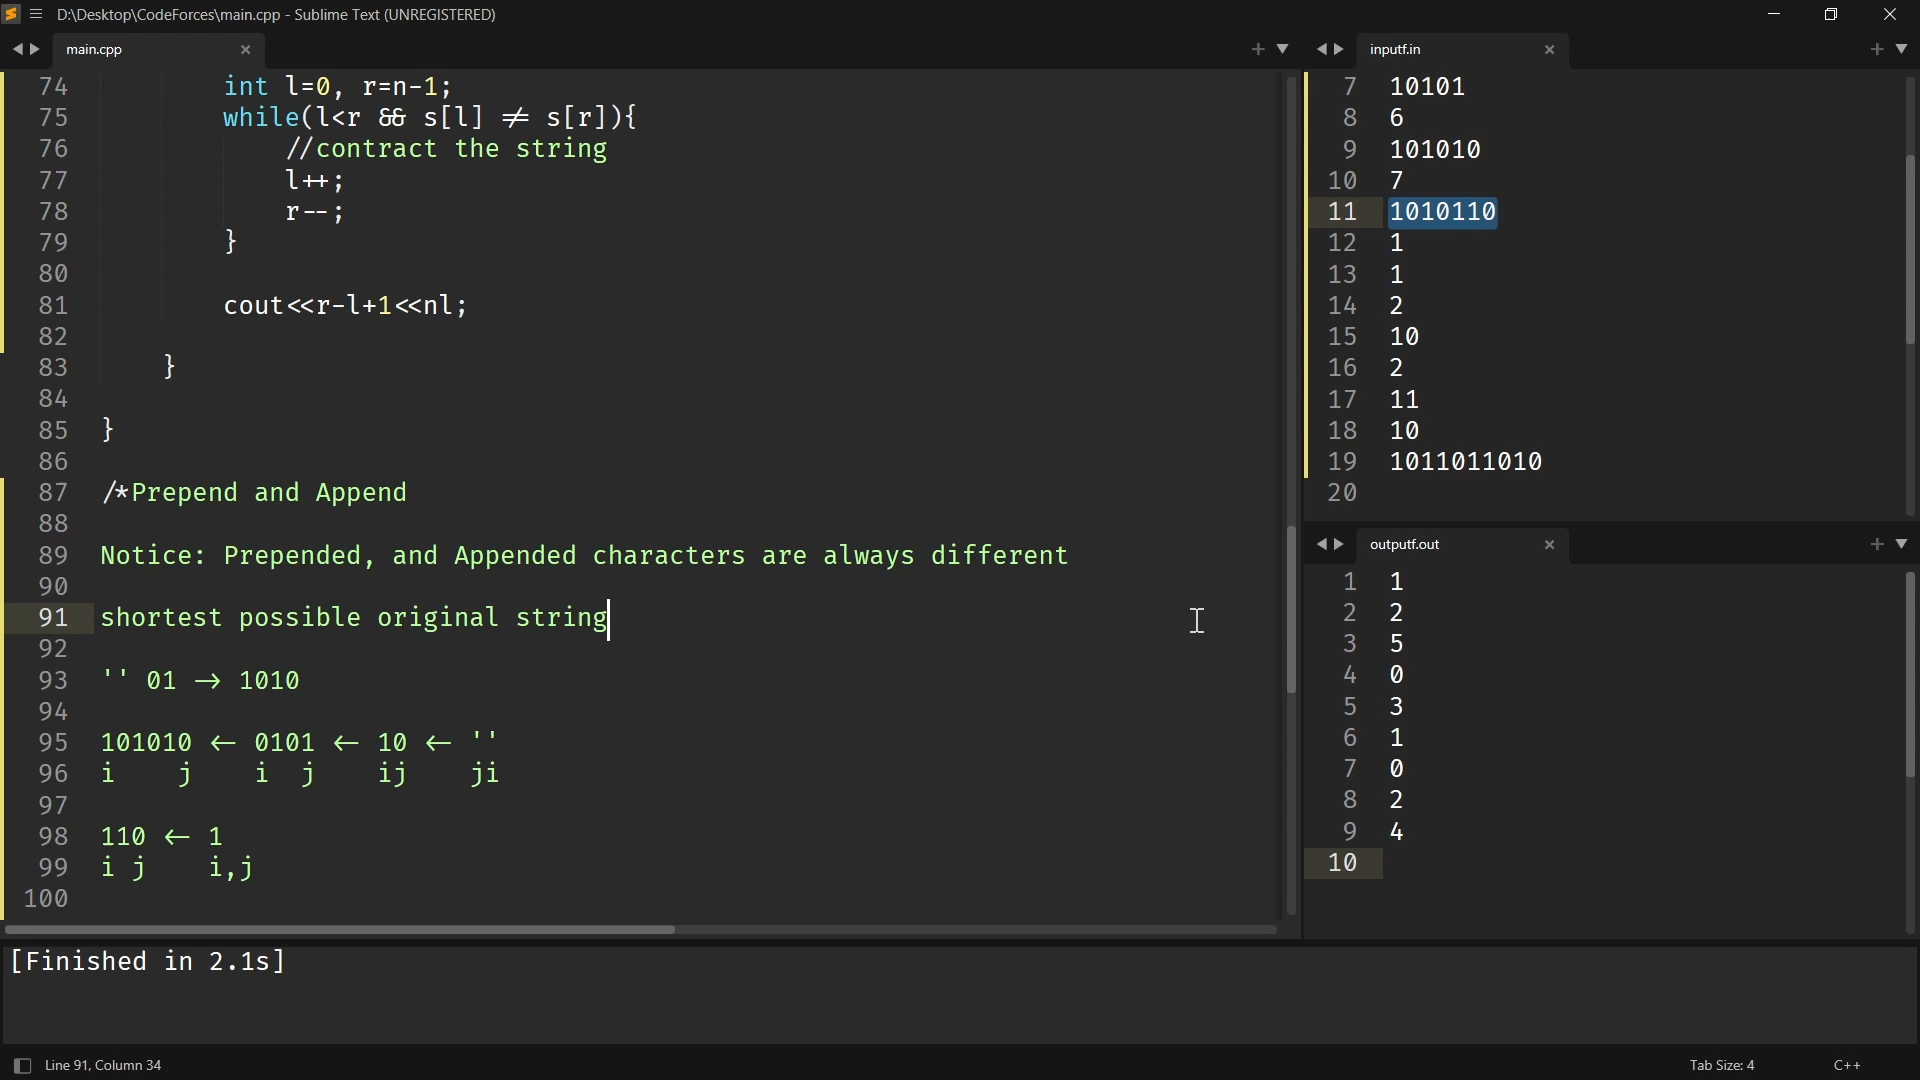 D:\Desktop\CodeForces\main.cpp - Sublime Text (UNREGISTERED)
main.cpp
74 int l=0, r=n-1;
75 while(l<r && s[l] != s[r]){
76 //contract the string
77 l++;
78 r--;
79 }
80
81 cout<<r-l+1<<nl;
82
83 }
84
85 }
86
87 /*Prepend and Append
88
89 Notice: Prepended, and Appended characters are always different
90
91 shortest possible original string
92
93 '' 01 -> 1010
94
95 101010 <- 0101 <- 10 <- ''
96 i    j    i  j    ij    ji
97
98 110 <- 1
99 i j    i,j
100
inputf.in
7 10101
8 6
9 101010
10 7
11 1010110
12 1
13 1
14 2
15 10
16 2
17 11
18 10
19 1011011010
20
outputf.out
1 1
2 2
3 5
4 0
5 3
6 1
7 0
8 2
9 4
10
[Finished in 2.1s]
Line 91, Column 34
Tab Size: 4
C++